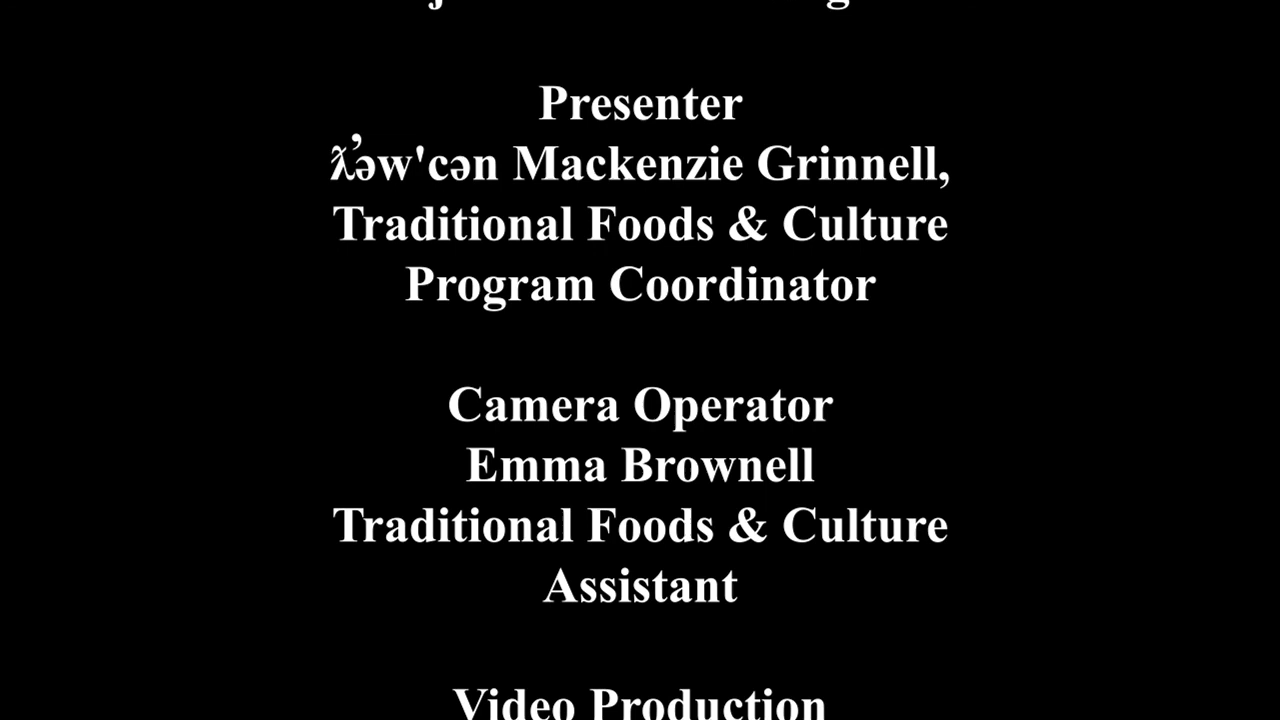 Presenter
ƛ̓əw'cən Mackenzie Grinnell,
Traditional Foods & Culture
Program Coordinator
Camera Operator
Emma Brownell
Traditional Foods & Culture
Assistant
Video Production